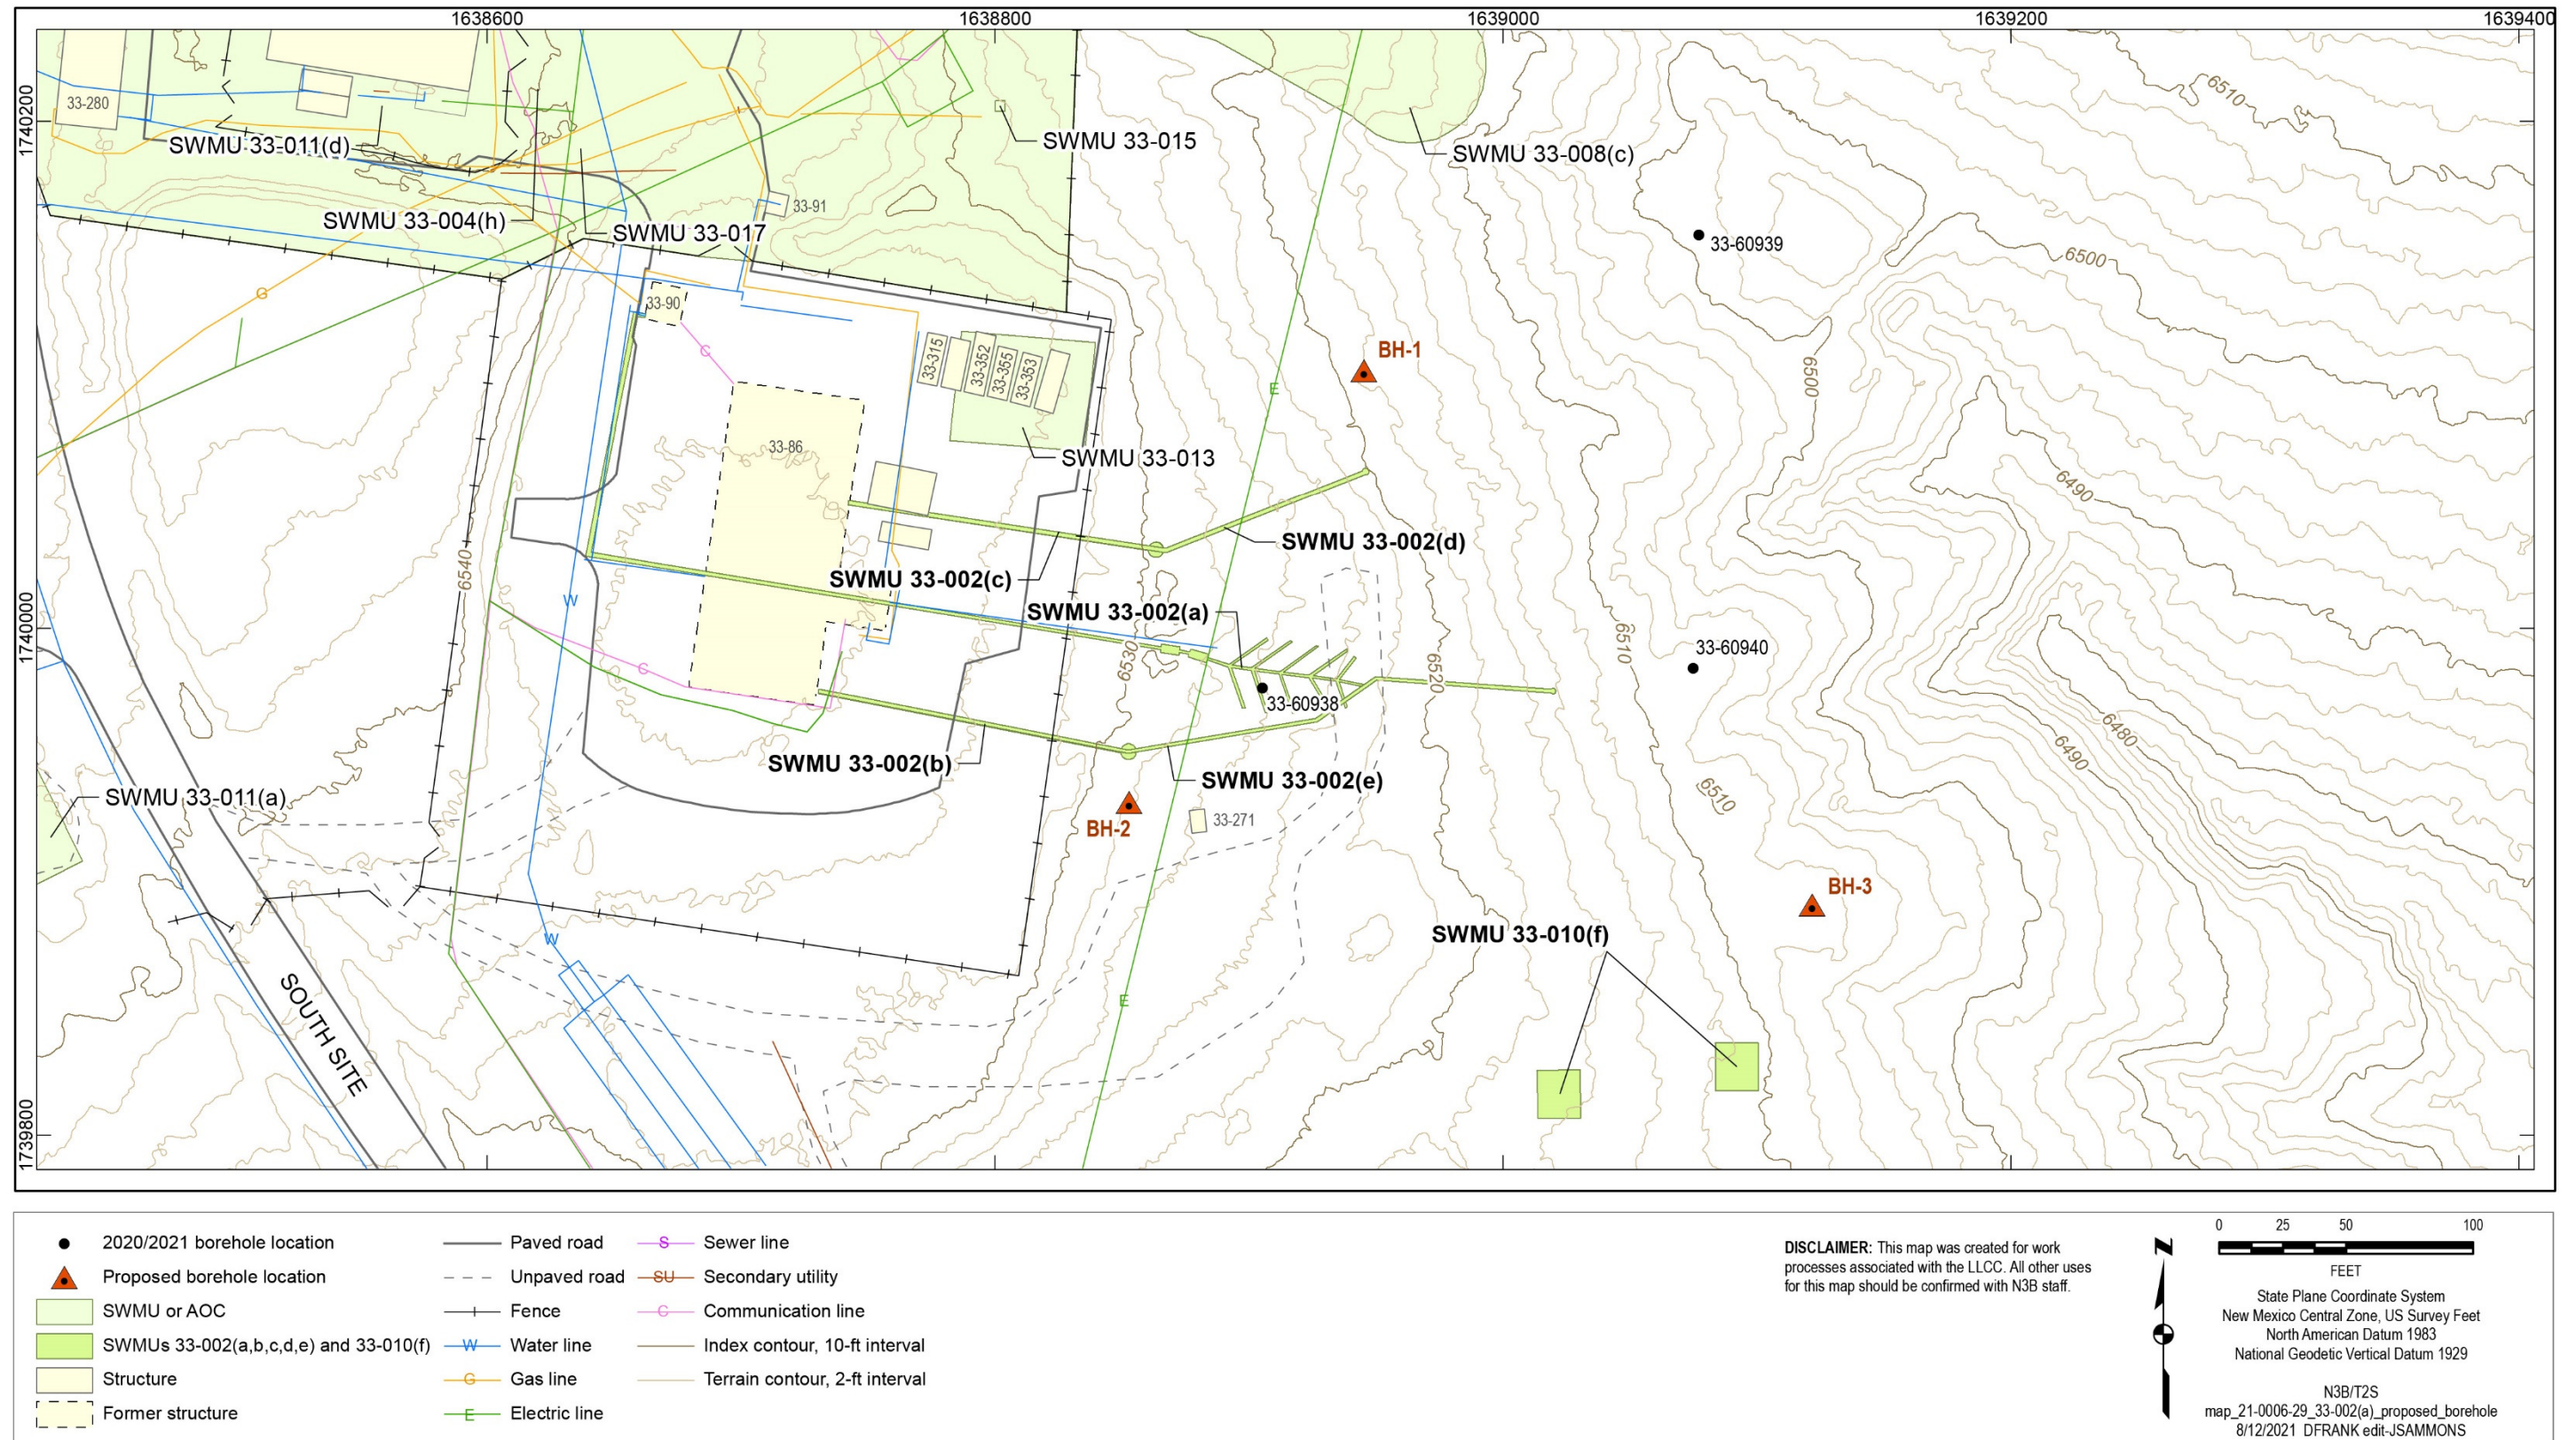 1638600
1638800
1639000
1639200
1639400
1740200
1740000
1739800
6510
33-280
SWMU 33-011(d)
SWMU 33-015
SWMU 33-008(c)
33-91
SWMU 33-004(h)
SWMU 33-017
33-60939
6500
G
33-90
C
33-315
33-352
33-355
33-353
BH-1
E
6500
33-86
SWMU 33-013
6490
SWMU 33-002(d)
6540
SWMU 33-002(c)
W
SWMU 33-002(a)
6530
6520
6510
33-60940
C
33-60938
6480
6490
SWMU 33-002(b)
SWMU 33-002(e)
SWMU 33-011(a)
6510
BH-2
33-271
BH-3
SWMU 33-010(f)
W
E
SOUTH SITE
2020/2021 borehole location
Proposed borehole location
SWMU or AOC
SWMUs 33-002(a,b,c,d,e) and 33-010(f)
Structure
Former structure
Paved road
Unpaved road
Fence
W
Water line
G
Gas line
E
Electric line
S
Sewer line
SU
Secondary utility
C
Communication line
Index contour, 10-ft interval
Terrain contour, 2-ft interval
DISCLAIMER: This map was created for work
processes associated with the LLCC. All other uses
for this map should be confirmed with N3B staff.
N
0 25 50 100
FEET
State Plane Coordinate System
New Mexico Central Zone, US Survey Feet
North American Datum 1983
National Geodetic Vertical Datum 1929
N3B/T2S
map_21-0006-29_33-002(a)_proposed_borehole
8/12/2021 DFRANK edit-JSAMMONS